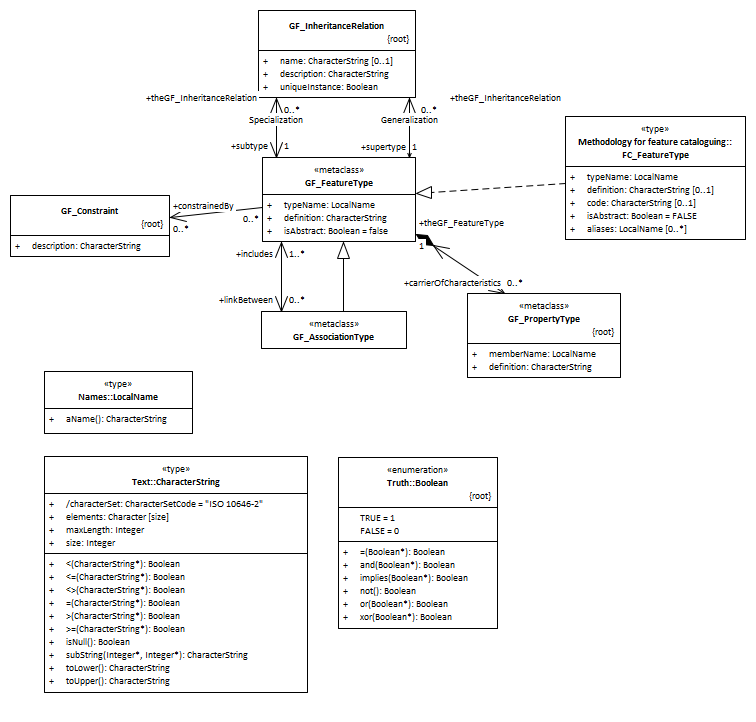 GF_InheritanceRelation
{root}
+ name: CharacterString [0..1]
+ description: CharacterString
+ uniqueInstance: Boolean
+theGF_InheritanceRelation
+theGF_InheritanceRelation
0..*
0..*
Specialization
Generalization
+subtype
1
+supertype
1
«type»
Methodology for feature cataloguing::
FC_FeatureType
+ typeName: LocalName
+ definition: CharacterString [0..1]
+ code: CharacterString [0..1]
+ isAbstract: Boolean = FALSE
+ aliases: LocalName [0..*]
«metaclass»
GF_FeatureType
+ typeName: LocalName
+ definition: CharacterString
+ isAbstract: Boolean = false
GF_Constraint
{root}
+ description: CharacterString
+constrainedBy
0..*
0..*
+theGF_FeatureType
1
+includes
1..*
+carrierOfCharacteristics
0..*
+linkBetween
0..*
«metaclass»
GF_AssociationType
«metaclass»
GF_PropertyType
{root}
+ memberName: LocalName
+ definition: CharacterString
«type»
Names::LocalName
+ aName(): CharacterString
«type»
Text::CharacterString
+ /characterSet: CharacterSetCode = "ISO 10646-2"
+ elements: Character [size]
+ maxLength: Integer
+ size: Integer
+ <(CharacterString*): Boolean
+ <=(CharacterString*): Boolean
+ <>(CharacterString*): Boolean
+ =(CharacterString*): Boolean
+ >(CharacterString*): Boolean
+ >=(CharacterString*): Boolean
+ isNull(): Boolean
+ subString(Integer*, Integer*): CharacterString
+ toLower(): CharacterString
+ toUpper(): CharacterString
«enumeration»
Truth::Boolean
{root}
TRUE = 1
FALSE = 0
+ =(Boolean*): Boolean
+ and(Boolean*): Boolean
+ implies(Boolean*): Boolean
+ not(): Boolean
+ or(Boolean*): Boolean
+ xor(Boolean*): Boolean